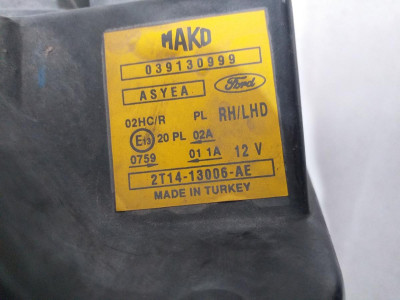 MAKO
039130999
ASYEA Ford
02HC/R PL RH/LHD
20 PL 02A
0759 01 1A 12 V
2T14-13006-AE
MADE IN TURKEY